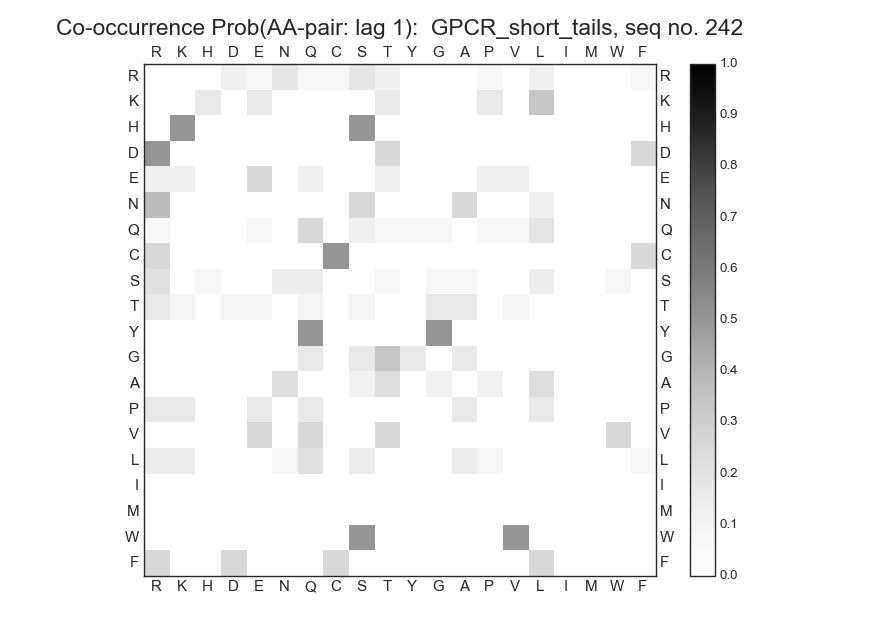 Co-occurrence Prob(AA-pair: lag 1):  GPCR_short_tails, seq no. 242
R K H D E N Q C S T Y G A P V L I M W F
R R 1.0
K K 0.9
H H
D D 0.8
E E
N N 0.7
Q Q 0.6
C C
S S 0.5
T T
Y Y 0.4
G G
A A 0.3
P P
V V
L L 0.2
I I
M M 0.1
W W
F F 0.0
R K H D E N Q C S T Y G A P V L I M W F